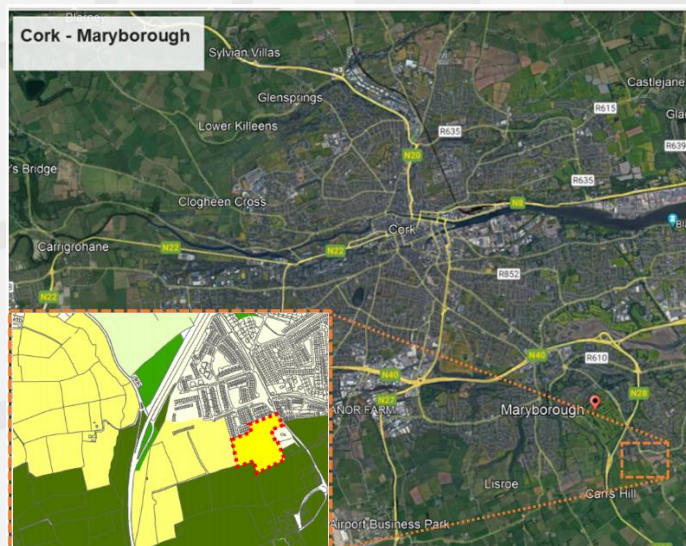 Cork - Maryborough
Sylvian Villas
Castlejane
Glensprings
R615
Lower Killeens
R635
R639
N20
's Bridge
R635
Clogheen Cross
N8
Cork
Carrigrohane
N22
N22
R852
N22
N40
R610
N40
N28
N27
ANOR FARM
Maryborough
Lisroe
Carrs Hill
Airport Business Park